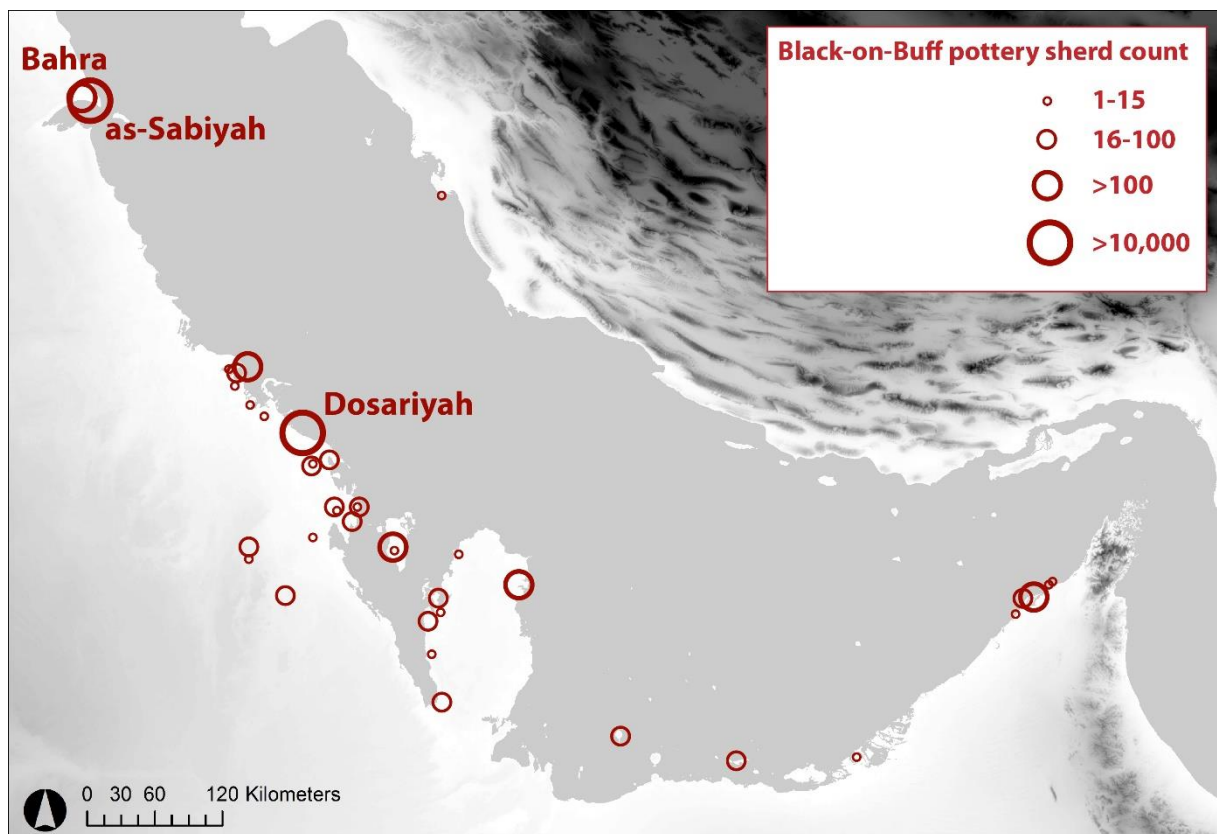 Bahra
as-Sabiyah
Dosariyah
Black-on-Buff pottery sherd count
1-15
16-100
>100
>10,000
0 30 60 120 Kilometers